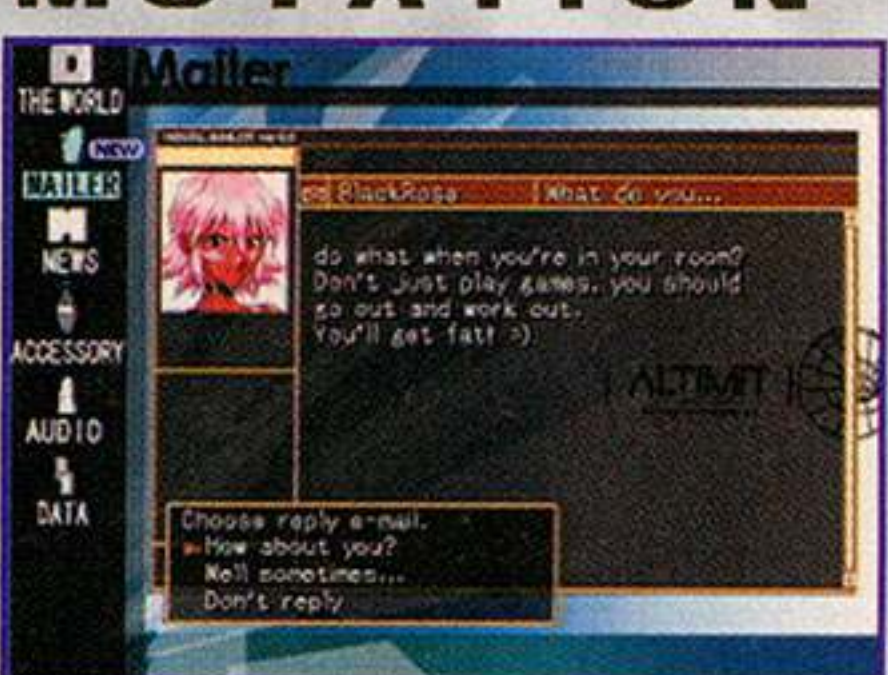 MUTATION
THE WORLD
Mailer
NEW
MAILER
NEWS
ACCESSORY
AUDIO
DATA
BlackRose
What do you...
do what when you're in your room?
Don't just play games. you should
go out and work out.
You'll get fat! =)
ALTIMIT
Choose reply e-mail.
How about you?
Well sometimes...
Don't reply